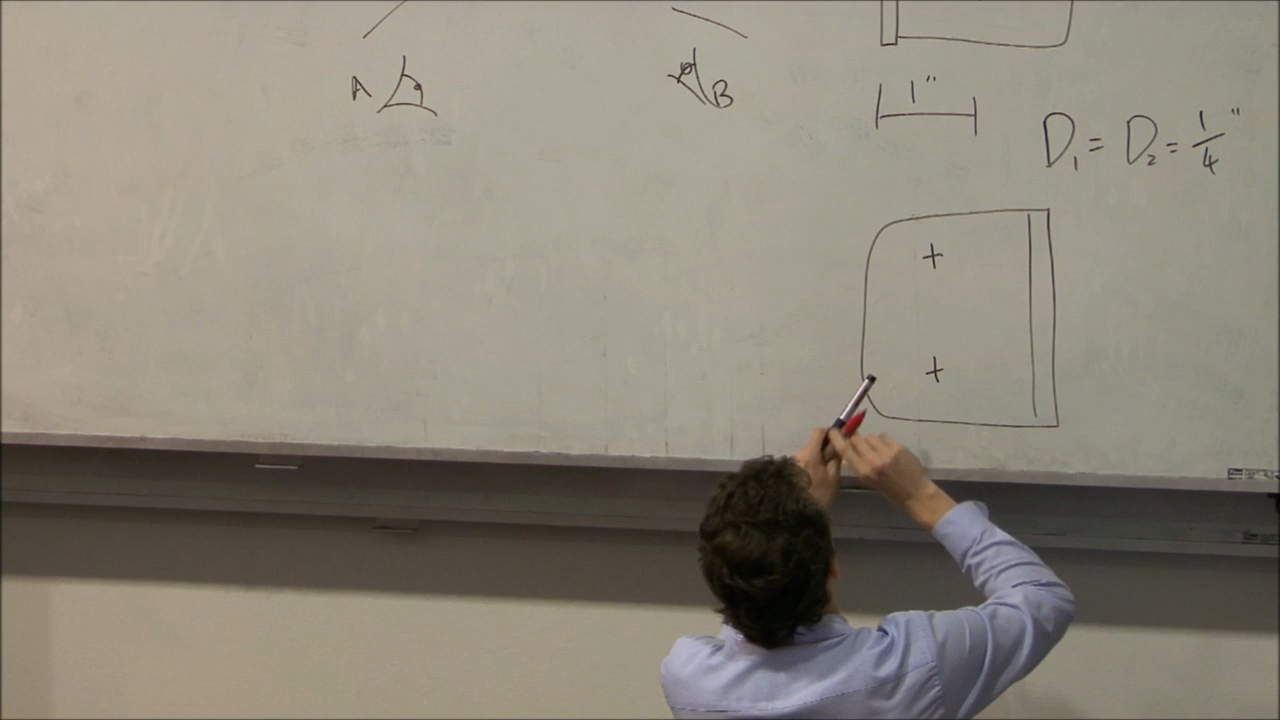 A
B
1"
D₁ = D₂ = 1/4"
+
+